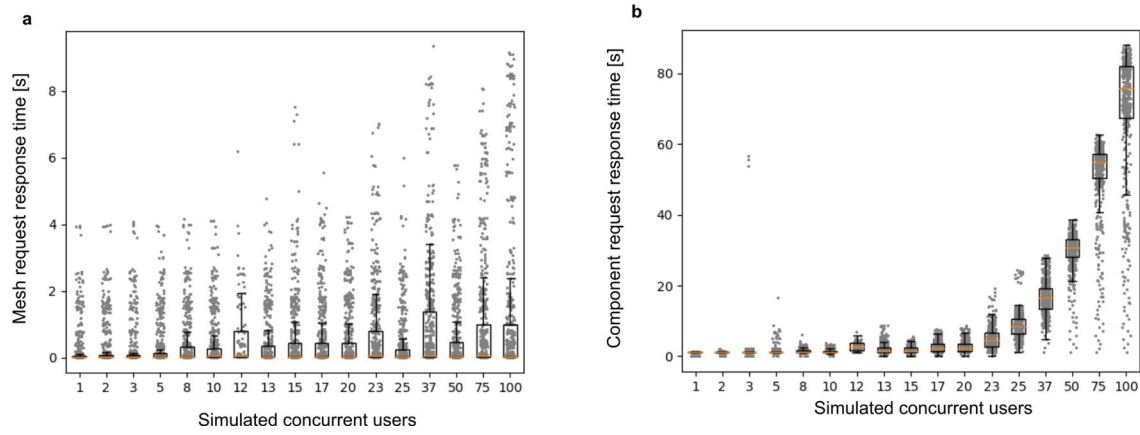 a
Mesh request response time [s]
8
6
4
2
0
1 2 3 5 8 10 12 13 15 17 20 23 25 37 50 75 100
Simulated concurrent users
b
Component request response time [s]
80
60
40
20
0
1 2 3 5 8 10 12 13 15 17 20 23 25 37 50 75 100
Simulated concurrent users